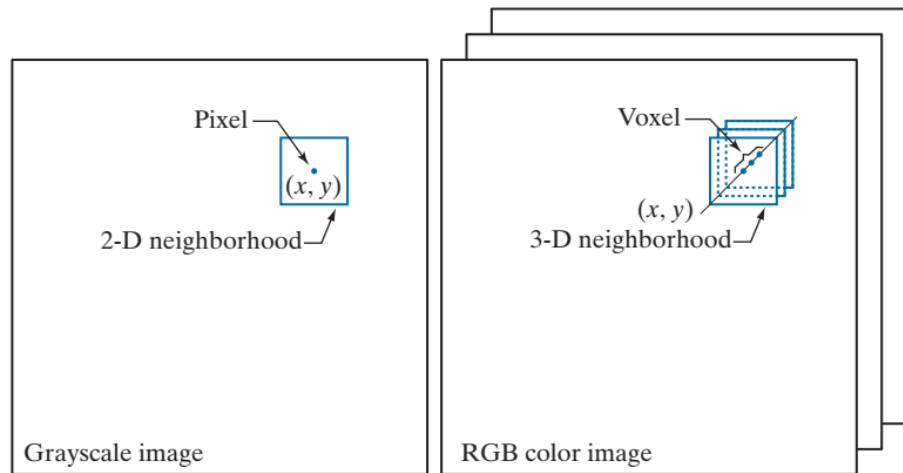 Pixel
(x, y)
2-D neighborhood
Grayscale image
Voxel
(x, y)
3-D neighborhood
RGB color image